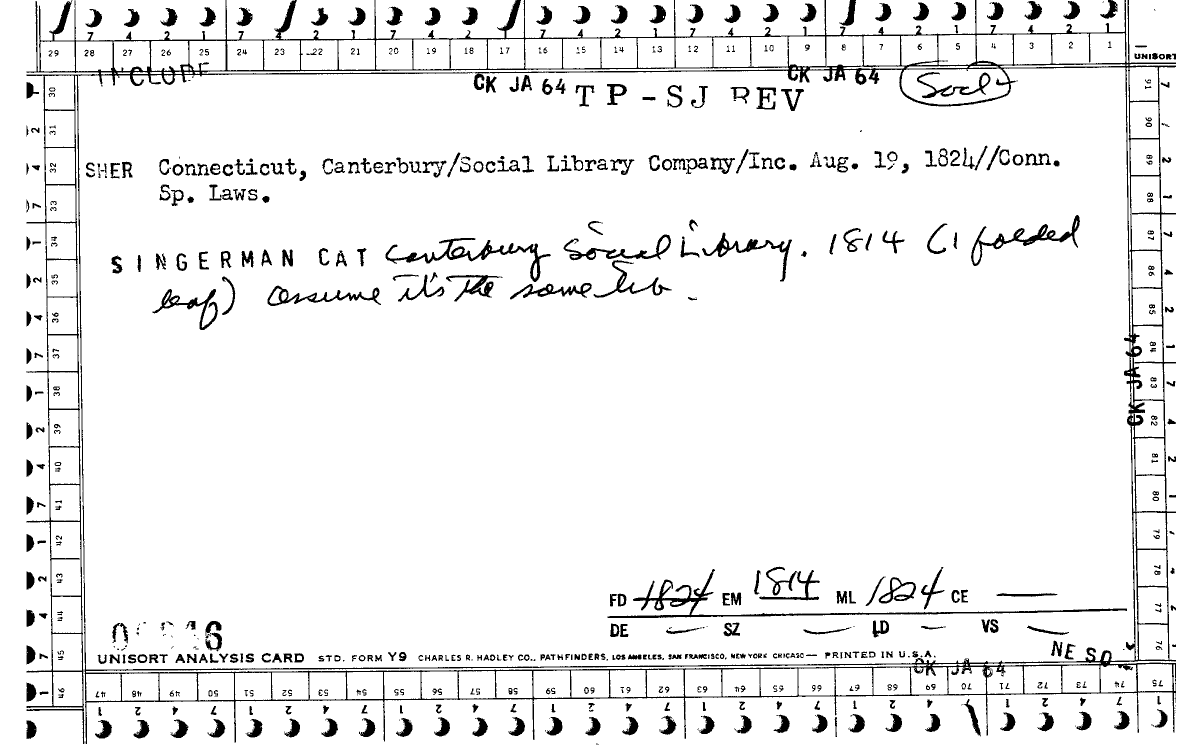 7 4 2 1 7 4 2 1 7 4 2 1 7 4 2 1 7 4 2 1 7 4 2 1 7 4 2 1
29 28 27 26 25 24 23 22 21 20 19 18 17 16 15 14 13 12 11 10 9 8 7 6 5 4 3 2 1
UNISORT
INCLUDE
CK JA 64
CK JA 64
Socl
TP-SJ REV
SHER Connecticut, Canterbury/Social Library Company/Inc. Aug. 19, 1824//Conn.
Sp. Laws.
SINGERMAN CAT Canterbury Social Library. 1814 (1 folded
leaf) assume it's the same lib.
CK JA 64
FD 1824 EM 1814 ML 1824 CE —
DE — SZ — LD — VS —
NE SO
UNISORT ANALYSIS CARD STD. FORM Y9 CHARLES R. HADLEY CO., PATHFINDERS, LOS ANGELES, SAN FRANCISCO, NEW YORK CHICAGO — PRINTED IN U.S.A.
CK JA 64
47 48 49 50 51 52 53 54 55 56 57 58 59 60 61 62 63 64 65 66 67 68 69 70 71 72 73 74 75
1 2 4 7 1 2 4 7 1 2 4 7 1 2 4 7 1 2 4 7 1 2 4 7 1 2 4 7 1
30 31 32 33 34 35 36 37 38 39 40 41 42 43 44 45 46
91 90 89 88 87 86 85 84 83 82 81 80 79 78 77 76